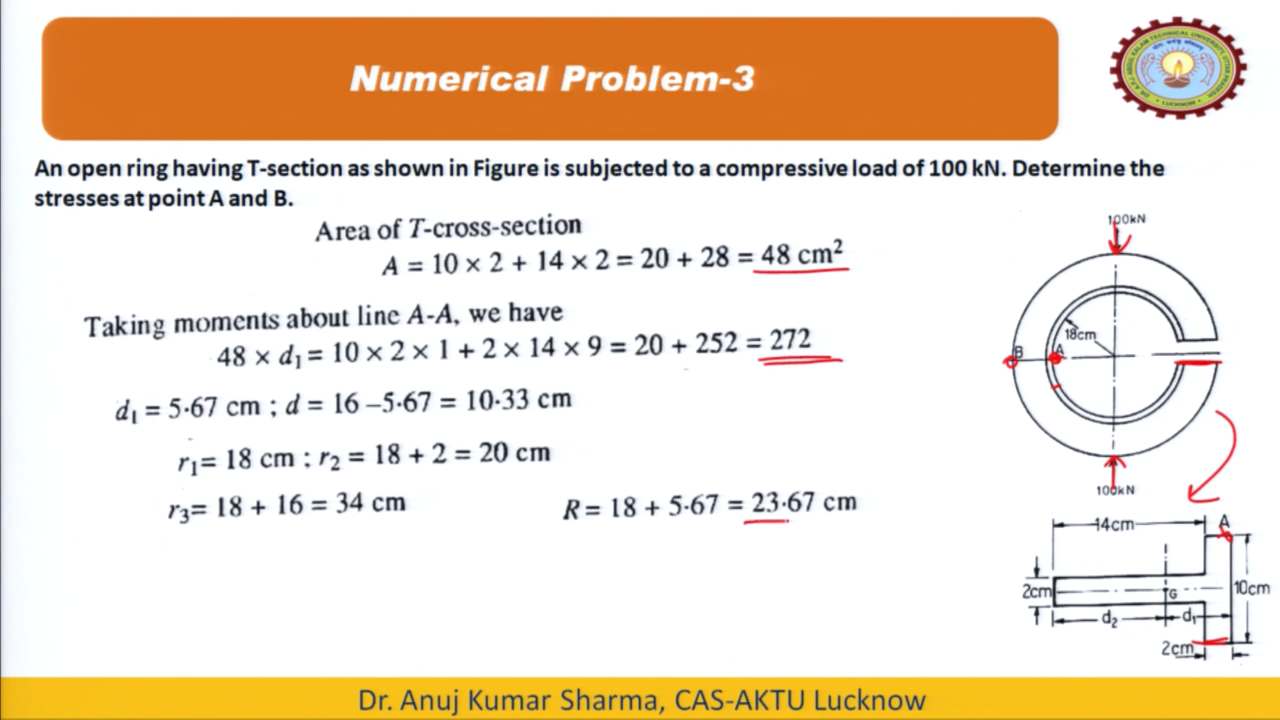 Numerical Problem-3
An open ring having T-section as shown in Figure is subjected to a compressive load of 100 kN. Determine the
stresses at point A and B.
Area of T-cross-section
A = 10 × 2 + 14 × 2 = 20 + 28 = 48 cm²
Taking moments about line A-A, we have
48 × d₁ = 10 × 2 × 1 + 2 × 14 × 9 = 20 + 252 = 272
d₁ = 5·67 cm ; d = 16 –5·67 = 10·33 cm
r₁= 18 cm ; r₂ = 18 + 2 = 20 cm
r₃= 18 + 16 = 34 cm
R = 18 + 5·67 = 23·67 cm
100kN
18cm
B
A
100kN
14cm
A
2cm
G
10cm
d₂
d₁
2cm
LUCKNOW
Dr. Anuj Kumar Sharma, CAS-AKTU Lucknow